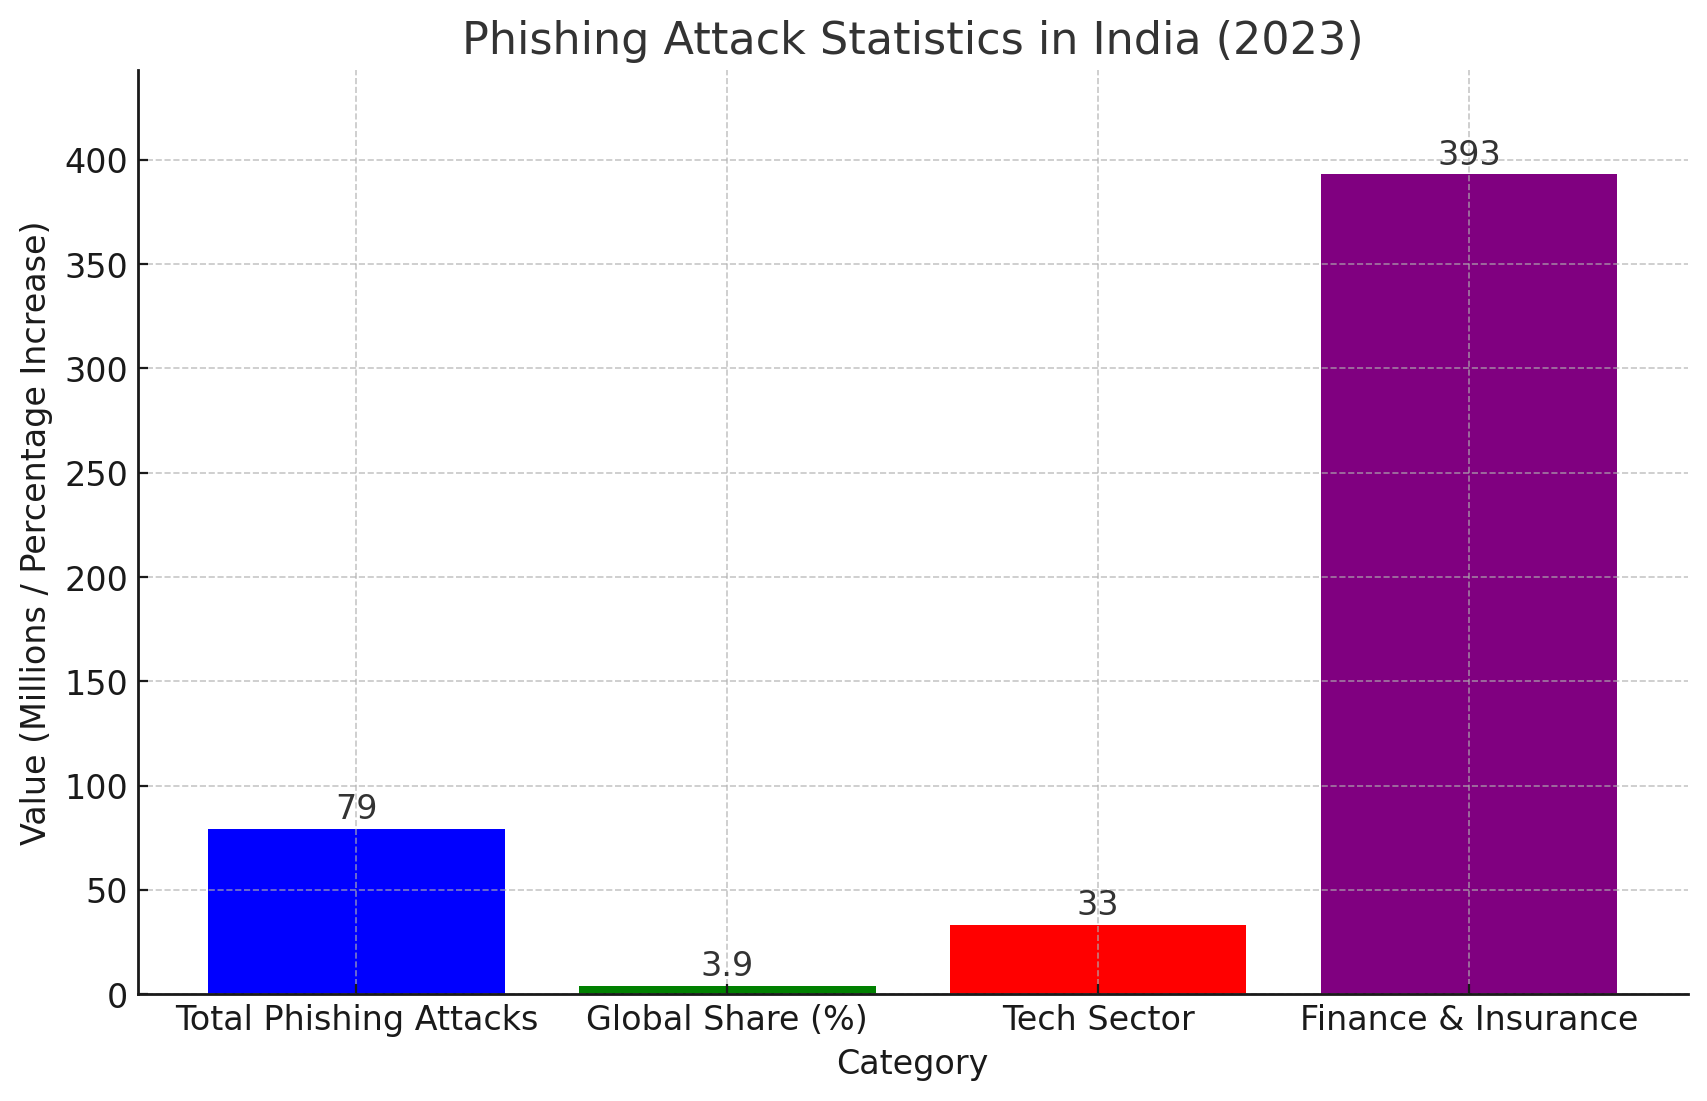 Phishing Attack Statistics in India (2023)
Value (Millions / Percentage Increase)
400
350
300
250
200
150
100
50
0
79
3.9
33
393
Total Phishing Attacks
Global Share (%)
Tech Sector
Finance & Insurance
Category